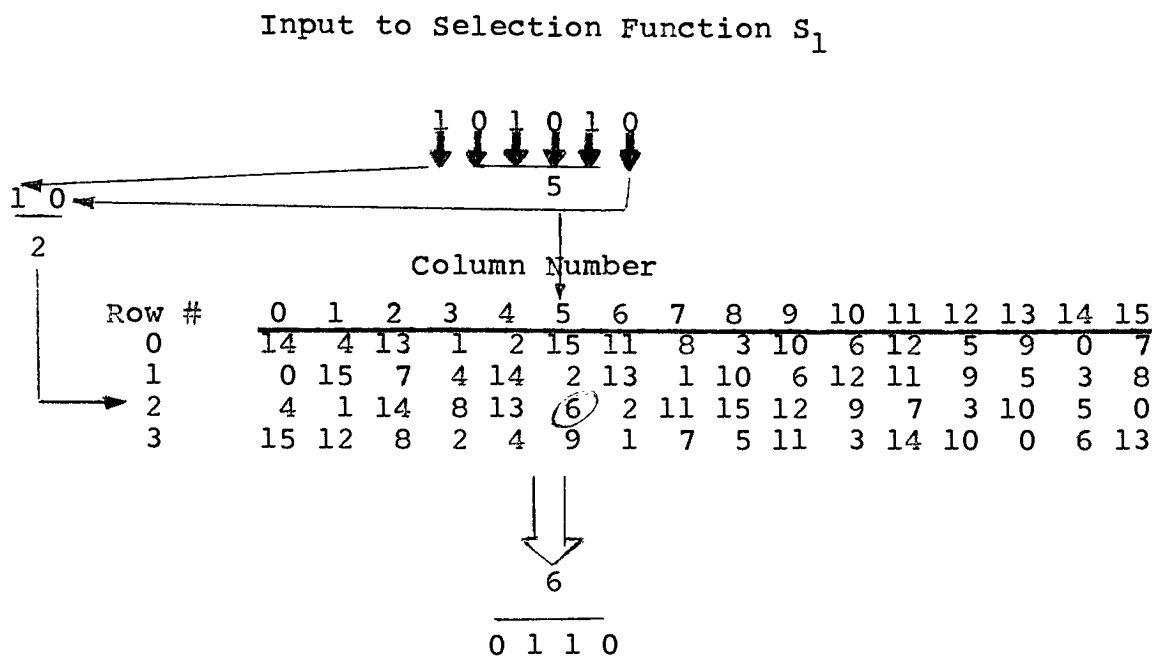 Input to Selection Function S1
1 0 1 0 1 0
5
1 0
2
Column Number
Row # 0 1 2 3 4 5 6 7 8 9 10 11 12 13 14 15
0 14 4 13 1 2 15 11 8 3 10 6 12 5 9 0 7
1 0 15 7 4 14 2 13 1 10 6 12 11 9 5 3 8
2 4 1 14 8 13 6 2 11 15 12 9 7 3 10 5 0
3 15 12 8 2 4 9 1 7 5 11 3 14 10 0 6 13
6
0 1 1 0